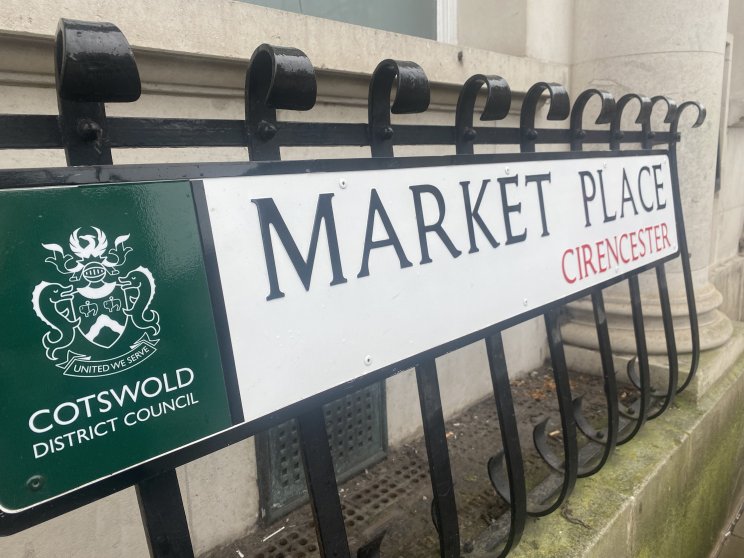 MARKET PLACE
CIRENCESTER
UNITED WE SERVE
COTSWOLD
DISTRICT COUNCIL